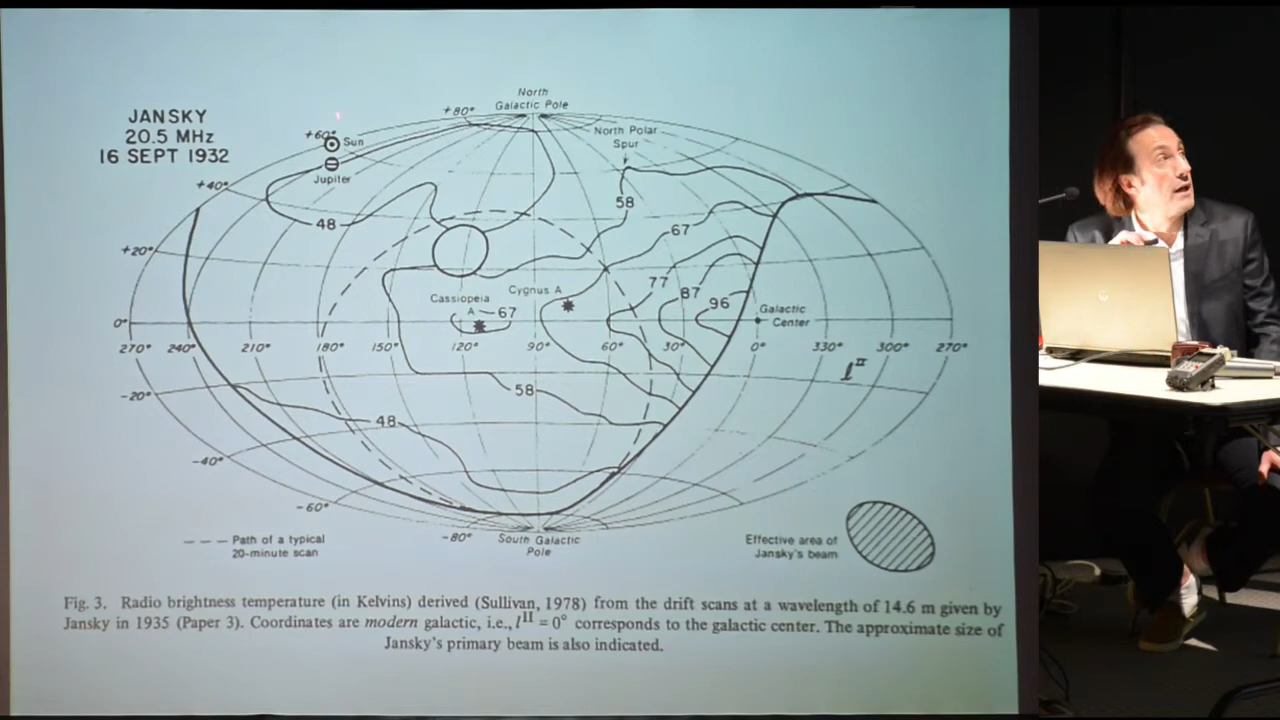 JANSKY
20.5 MHz
16 SEPT 1932
North
Galactic Pole
+80°
+60°
Sun
North Polar
Spur
Jupiter
+40°
48
58
67
+20°
77
87
96
Cygnus A
Cassiopeia
A
67
Galactic
Center
0°
270° 240° 210° 180° 150° 120° 90° 60° 30° 0° 330° 300° 270°
lII
-20°
58
48
-40°
-60°
-80°
South Galactic
Pole
--- Path of a typical
20-minute scan
Effective area of
Jansky's beam
Fig. 3. Radio brightness temperature (in Kelvins) derived (Sullivan, 1978) from the drift scans at a wavelength of 14.6 m given by
Jansky in 1935 (Paper 3). Coordinates are modern galactic, i.e., lII = 0° corresponds to the galactic center. The approximate size of
Jansky's primary beam is also indicated.